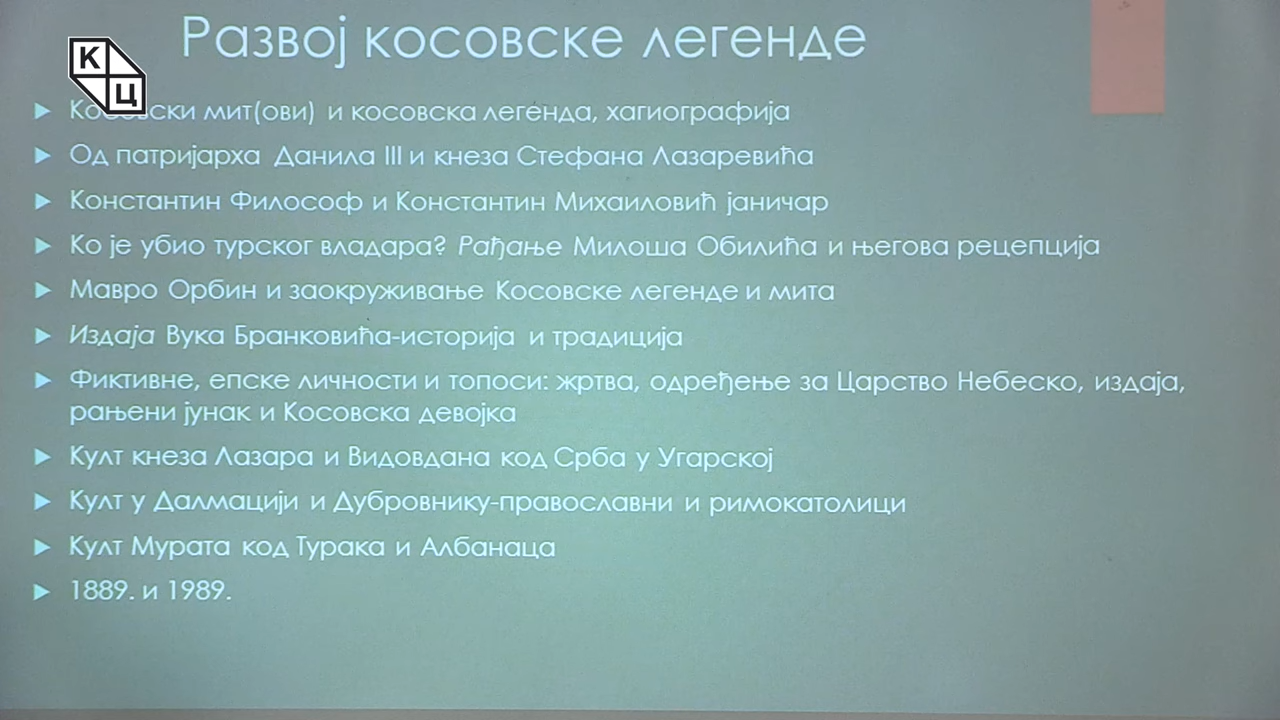 Развој косовске легенде
К
Ц
Косовски мит(ови) и косовска легенда, хагиографија
Од патријарха Данила III и кнеза Стефана Лазаревића
Константин Философ и Константин Михаиловић јаничар
Ко је убио турског владара? Рађање Милоша Обилића и његова рецепција
Мавро Орбин и заокруживање Косовске легенде и мита
Издаја Вука Бранковића-историја и традиција
Фиктивне, епске личности и топоси: жртва, одређење за Царство Небеско, издаја,
рањени јунак и Косовска девојка
Култ кнеза Лазара и Видовдана код Срба у Угарској
Култ у Далмацији и Дубровнику-православни и римокатолици
Култ Мурата код Турака и Албанаца
1889. и 1989.